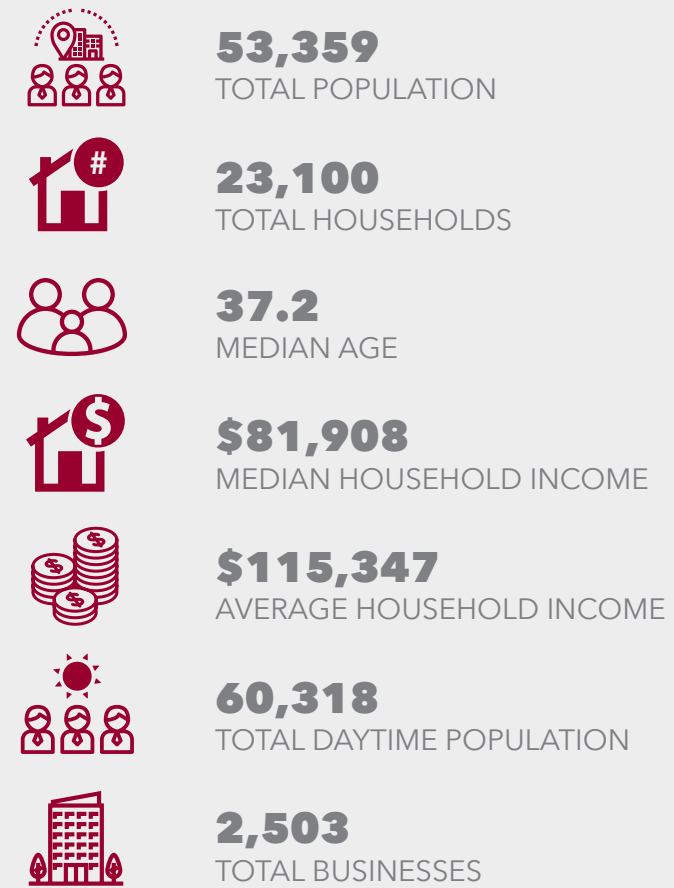 53,359
TOTAL POPULATION
#
23,100
TOTAL HOUSEHOLDS
37.2
MEDIAN AGE
$
$81,908
MEDIAN HOUSEHOLD INCOME
$
$
$
$115,347
AVERAGE HOUSEHOLD INCOME
60,318
TOTAL DAYTIME POPULATION
2,503
TOTAL BUSINESSES